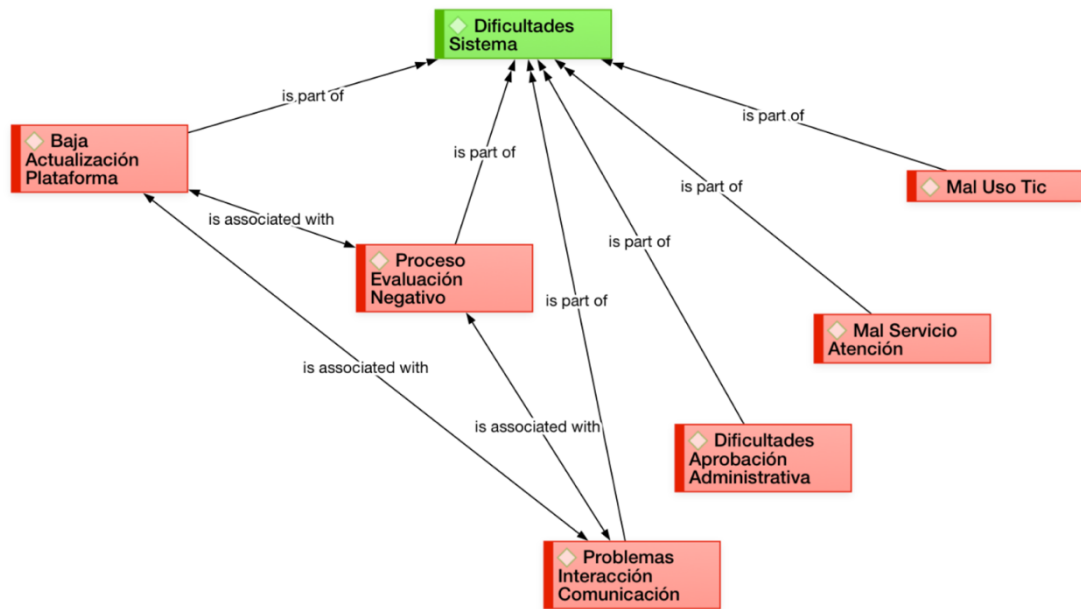 Dificultades
Sistema
is part of
is part of
Baja
Actualización
Plataforma
is part of
Mal Uso Tic
is part of
is associated with
is part of
Proceso
Evaluación
Negativo
is part of
Mal Servicio
Atención
is associated with
is associated with
Dificultades
Aprobación
Administrativa
Problemas
Interacción
Comunicación